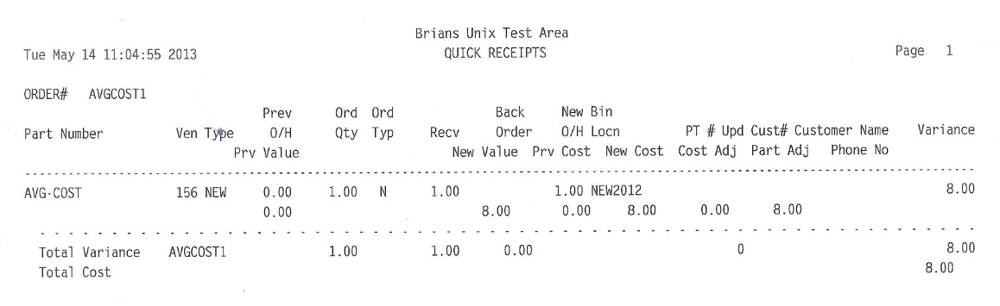 Brians Unix Test Area
Tue May 14 11:04:55 2013 QUICK RECEIPTS Page 1
ORDER# AVGCOST1
Prev Ord Ord Back New Bin
Part Number Ven Type O/H Qty Typ Recv Order O/H Locn PT # Upd Cust# Customer Name Variance
Prv Value New Value Prv Cost New Cost Cost Adj Part Adj Phone No
AVG-COST 156 NEW 0.00 1.00 N 1.00 1.00 NEW2012 8.00
0.00 8.00 0.00 8.00 0.00 8.00
Total Variance AVGCOST1 1.00 1.00 0.00 0 8.00
Total Cost 8.00